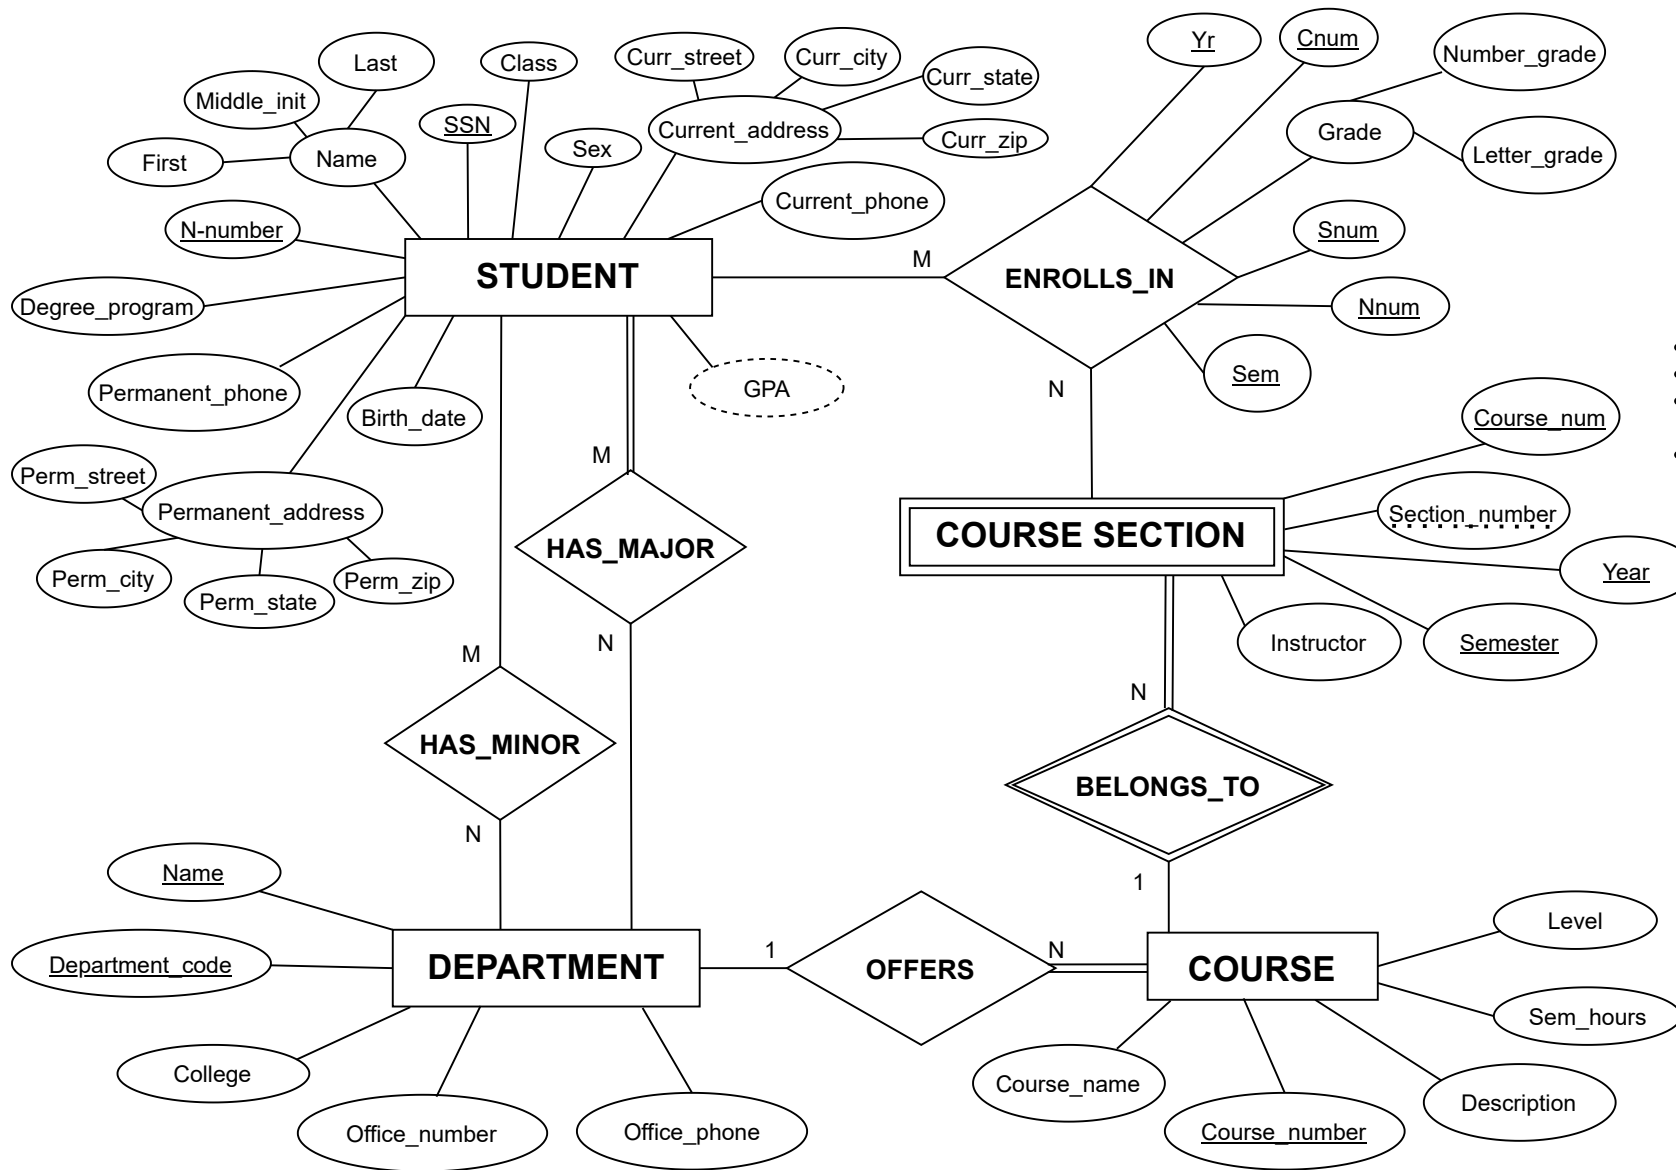 Yr
Cnum
Number_grade
Last
Class
Curr_street
Curr_city
Curr_state
Middle_init
SSN
Current_address
Curr_zip
Grade
Letter_grade
First
Name
Sex
Current_phone
N-number
Snum
STUDENT
M
ENROLLS_IN
Degree_program
Nnum
Permanent_phone
GPA
N
Sem
Birth_date
Course_num
M
Perm_street
Permanent_address
Section_number
HAS_MAJOR
COURSE SECTION
Perm_city
Perm_state
Perm_zip
Year
M
N
Instructor
Semester
N
HAS_MINOR
BELONGS_TO
N
Name
1
Level
Department_code
DEPARTMENT
1
OFFERS
N
COURSE
Sem_hours
College
Course_name
Description
Office_number
Office_phone
Course_number